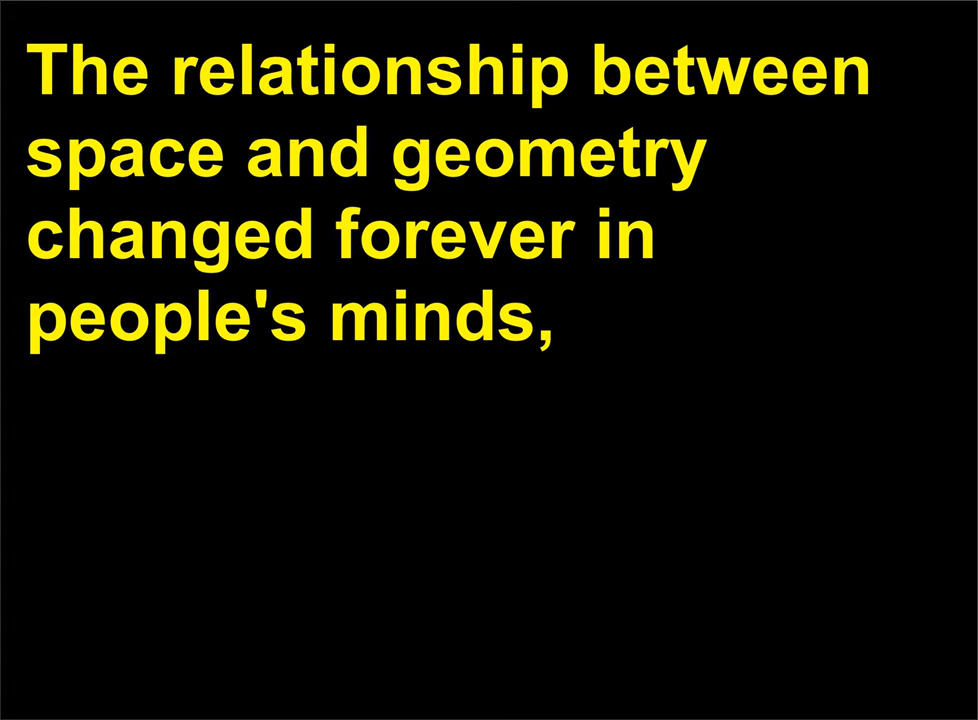 The relationship between
space and geometry
changed forever in
people's minds,